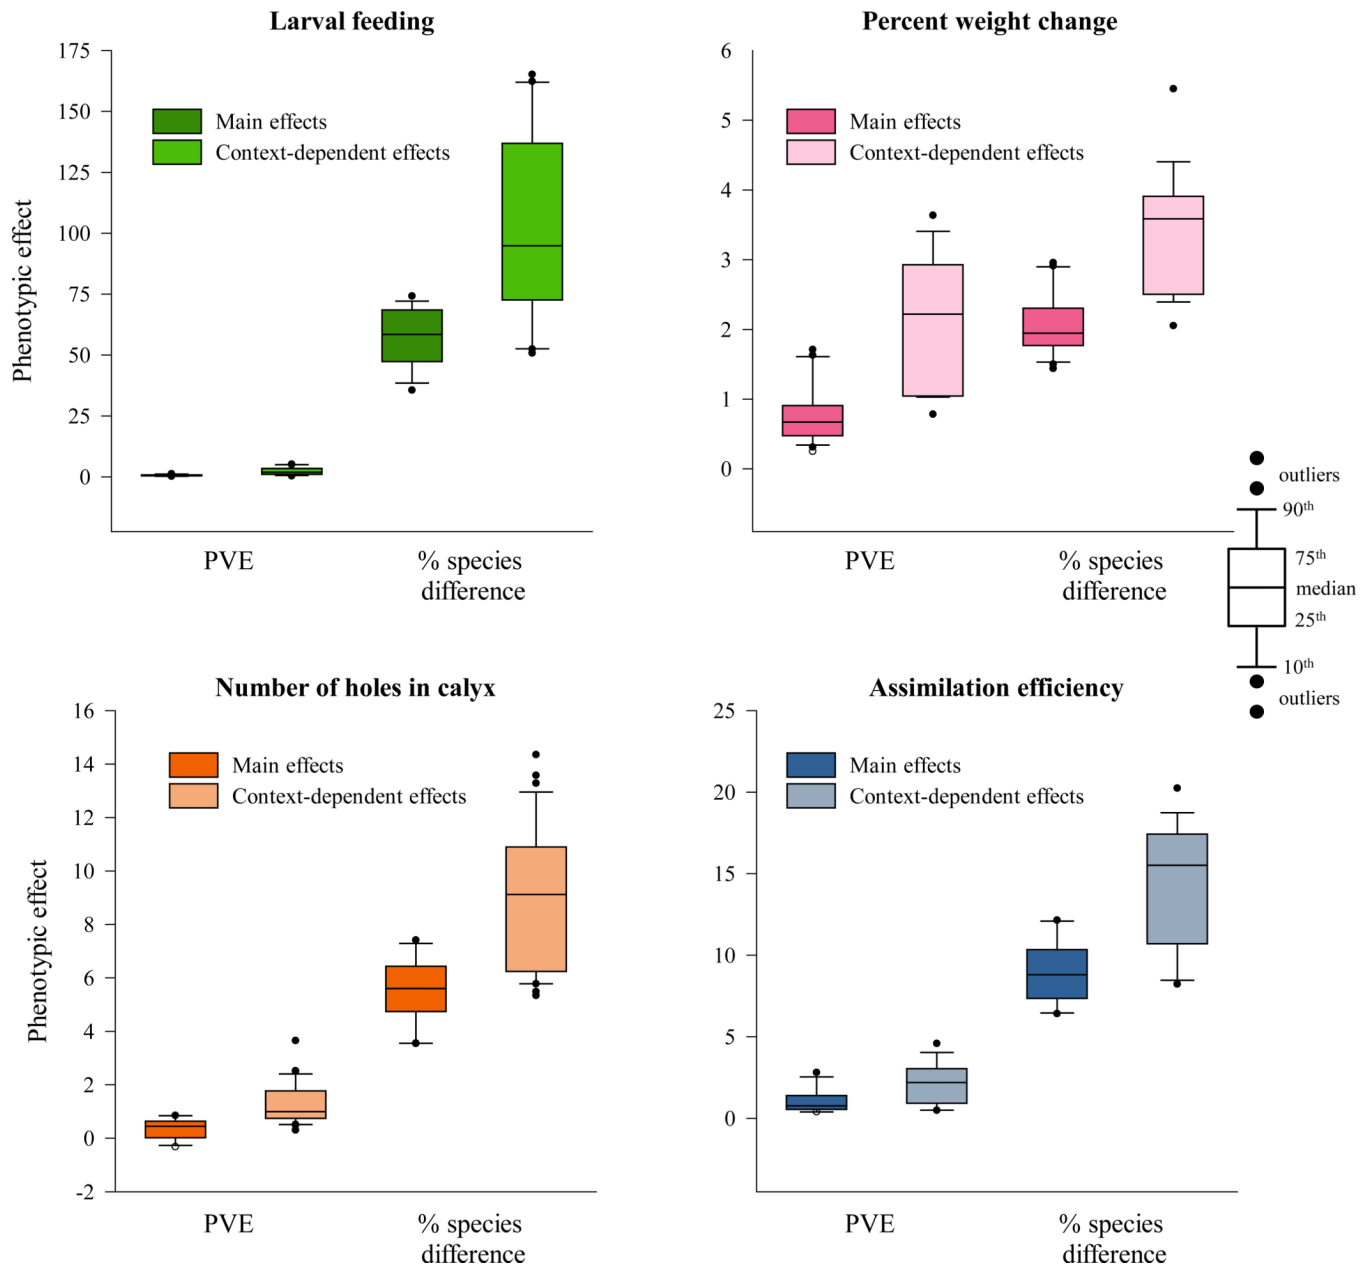 Larval feeding
175
150
125
100
75
50
25
0
Phenotypic effect
Main effects
Context-dependent effects
PVE
% species
difference
Percent weight change
6
5
4
3
2
1
0
Main effects
Context-dependent effects
PVE
% species
difference
outliers
90th
75th
median
25th
10th
outliers
Number of holes in calyx
16
14
12
10
8
6
4
2
0
-2
Phenotypic effect
Main effects
Context-dependent effects
PVE
% species
difference
Assimilation efficiency
25
20
15
10
5
0
Main effects
Context-dependent effects
PVE
% species
difference